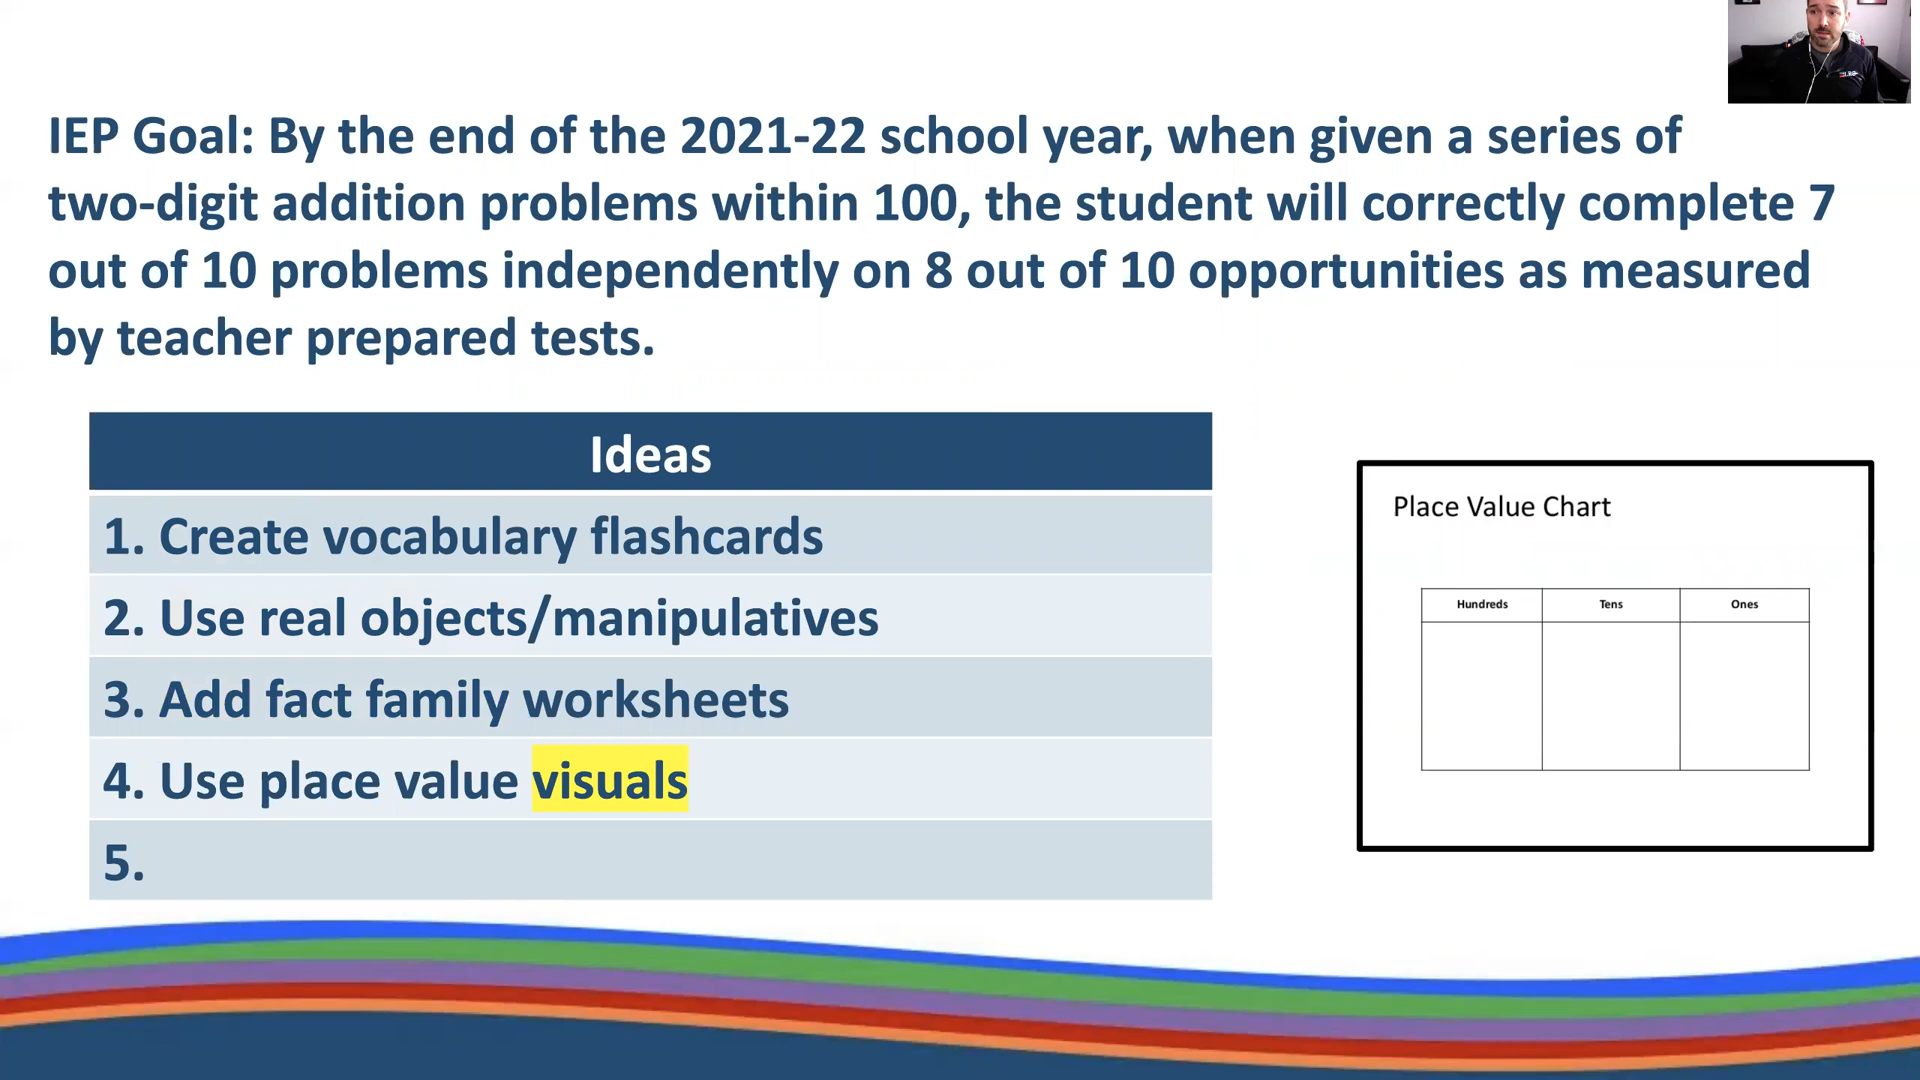 IEP Goal: By the end of the 2021-22 school year, when given a series of
two-digit addition problems within 100, the student will correctly complete 7
out of 10 problems independently on 8 out of 10 opportunities as measured
by teacher prepared tests.
Ideas
1. Create vocabulary flashcards
2. Use real objects/manipulatives
3. Add fact family worksheets
4. Use place value visuals
5.
Place Value Chart
Hundreds Tens Ones